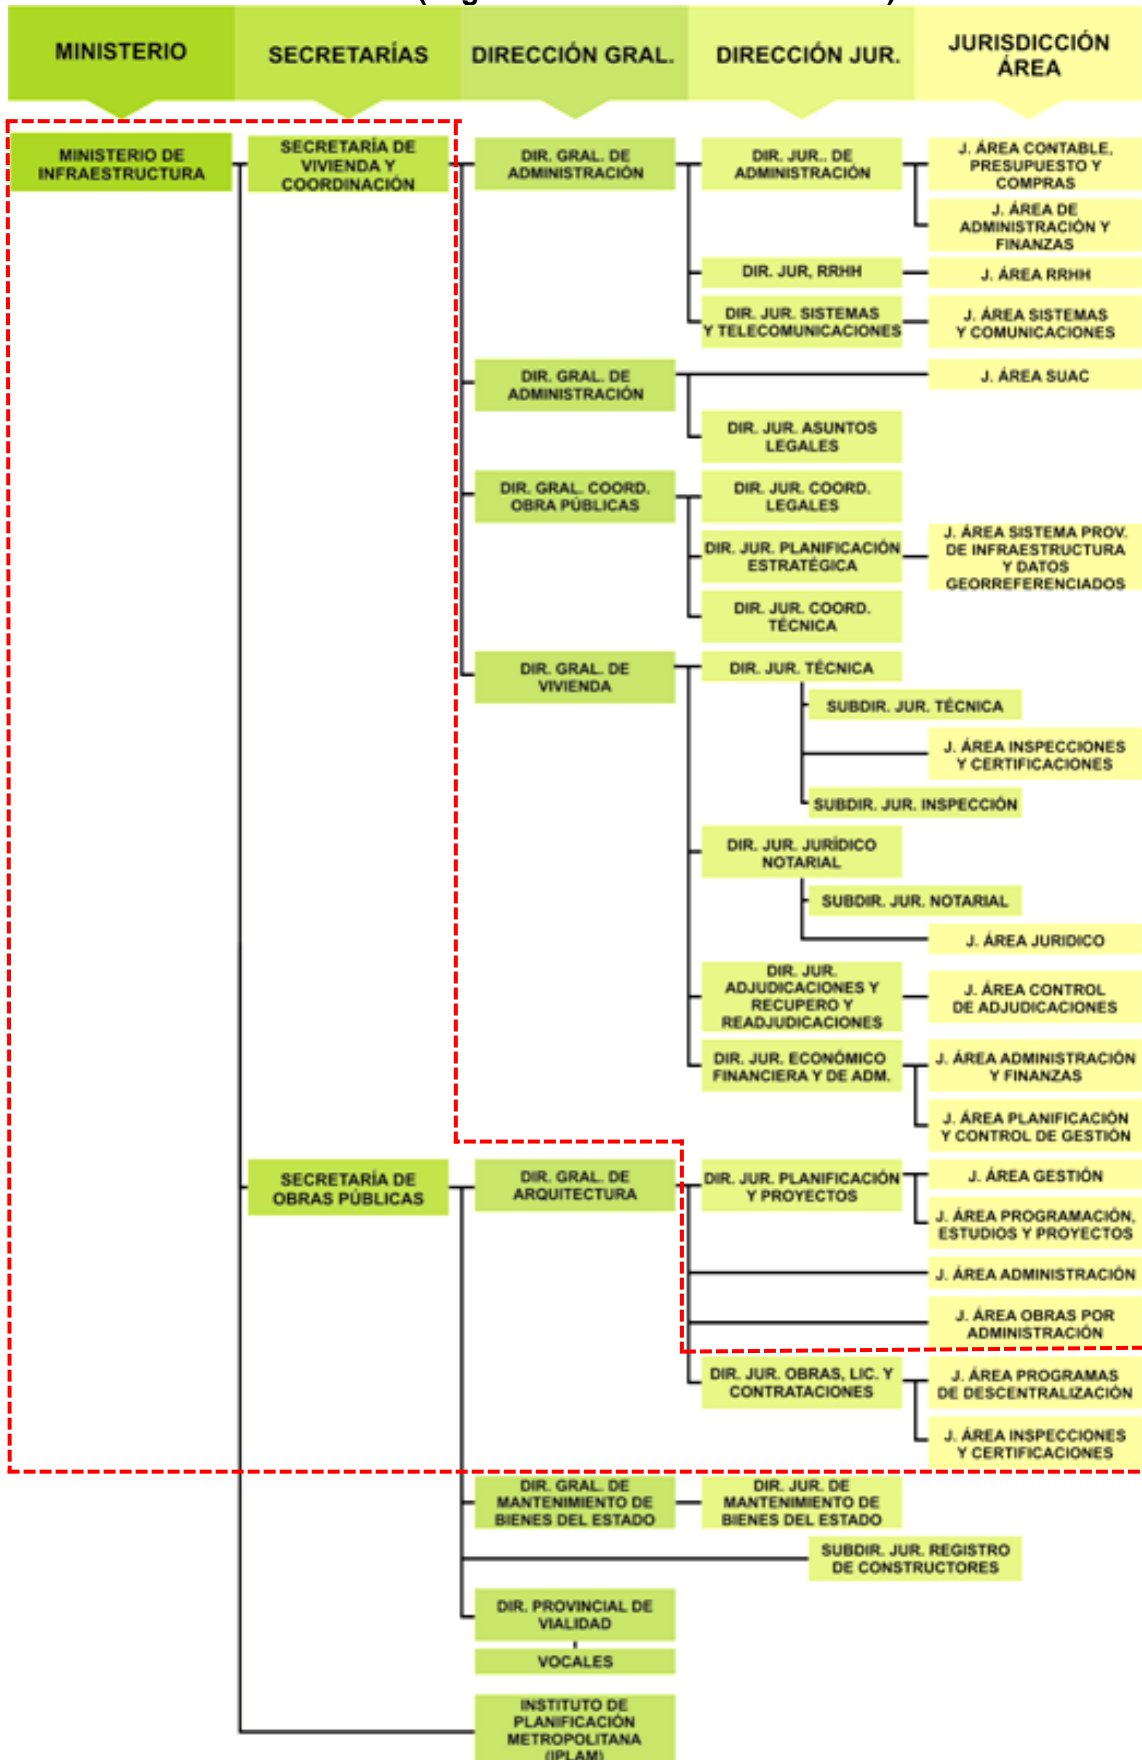 MINISTERIO
SECRETARÍAS
DIRECCIÓN GRAL.
DIRECCIÓN JUR.
JURISDICCIÓN
ÁREA
MINISTERIO DE
INFRAESTRUCTURA
SECRETARÍA DE
VIVIENDA Y
COORDINACIÓN
DIR. GRAL. DE
ADMINISTRACIÓN
DIR. JUR.. DE
ADMINISTRACIÓN
J. ÁREA CONTABLE,
PRESUPUESTO Y
COMPRAS
J. ÁREA DE
ADMINISTRACIÓN Y
FINANZAS
DIR. JUR, RRHH
J. ÁREA RRHH
DIR. JUR. SISTEMAS
Y TELECOMUNICACIONES
J. ÁREA SISTEMAS
Y COMUNICACIONES
DIR. GRAL. DE
ADMINISTRACIÓN
J. ÁREA SUAC
DIR. JUR. ASUNTOS
LEGALES
DIR. GRAL. COORD.
OBRA PÚBLICAS
DIR. JUR. COORD.
LEGALES
DIR. JUR. PLANIFICACIÓN
ESTRATÉGICA
J. ÁREA SISTEMA PROV.
DE INFRAESTRUCTURA
Y DATOS
GEORREFERENCIADOS
DIR. JUR. COORD.
TÉCNICA
DIR. GRAL. DE
VIVIENDA
DIR. JUR. TÉCNICA
SUBDIR. JUR. TÉCNICA
J. ÁREA INSPECCIONES
Y CERTIFICACIONES
SUBDIR. JUR. INSPECCIÓN
DIR. JUR. JURÍDICO
NOTARIAL
SUBDIR. JUR. NOTARIAL
J. ÁREA JURIDICO
DIR. JUR.
ADJUDICACIONES Y
RECUPERO Y
READJUDICACIONES
J. ÁREA CONTROL
DE ADJUDICACIONES
DIR. JUR. ECONÓMICO
FINANCIERA Y DE ADM.
J. ÁREA ADMINISTRACIÓN
Y FINANZAS
J. ÁREA PLANIFICACIÓN
Y CONTROL DE GESTIÓN
SECRETARÍA DE
OBRAS PÚBLICAS
DIR. GRAL. DE
ARQUITECTURA
DIR. JUR. PLANIFICACIÓN
Y PROYECTOS
J. ÁREA GESTIÓN
J. ÁREA PROGRAMACIÓN,
ESTUDIOS Y PROYECTOS
J. ÁREA ADMINISTRACIÓN
J. ÁREA OBRAS POR
ADMINISTRACIÓN
DIR. JUR. OBRAS, LIC. Y
CONTRATACIONES
J. ÁREA PROGRAMAS
DE DESCENTRALIZACIÓN
J. ÁREA INSPECCIONES
Y CERTIFICACIONES
DIR. GRAL. DE
MANTENIMIENTO DE
BIENES DEL ESTADO
DIR. JUR. DE
MANTENIMIENTO DE
BIENES DEL ESTADO
SUBDIR. JUR. REGISTRO
DE CONSTRUCTORES
DIR. PROVINCIAL DE
VIALIDAD
VOCALES
INSTITUTO DE
PLANIFICACIÓN
METROPOLITANA
(IPLAM)